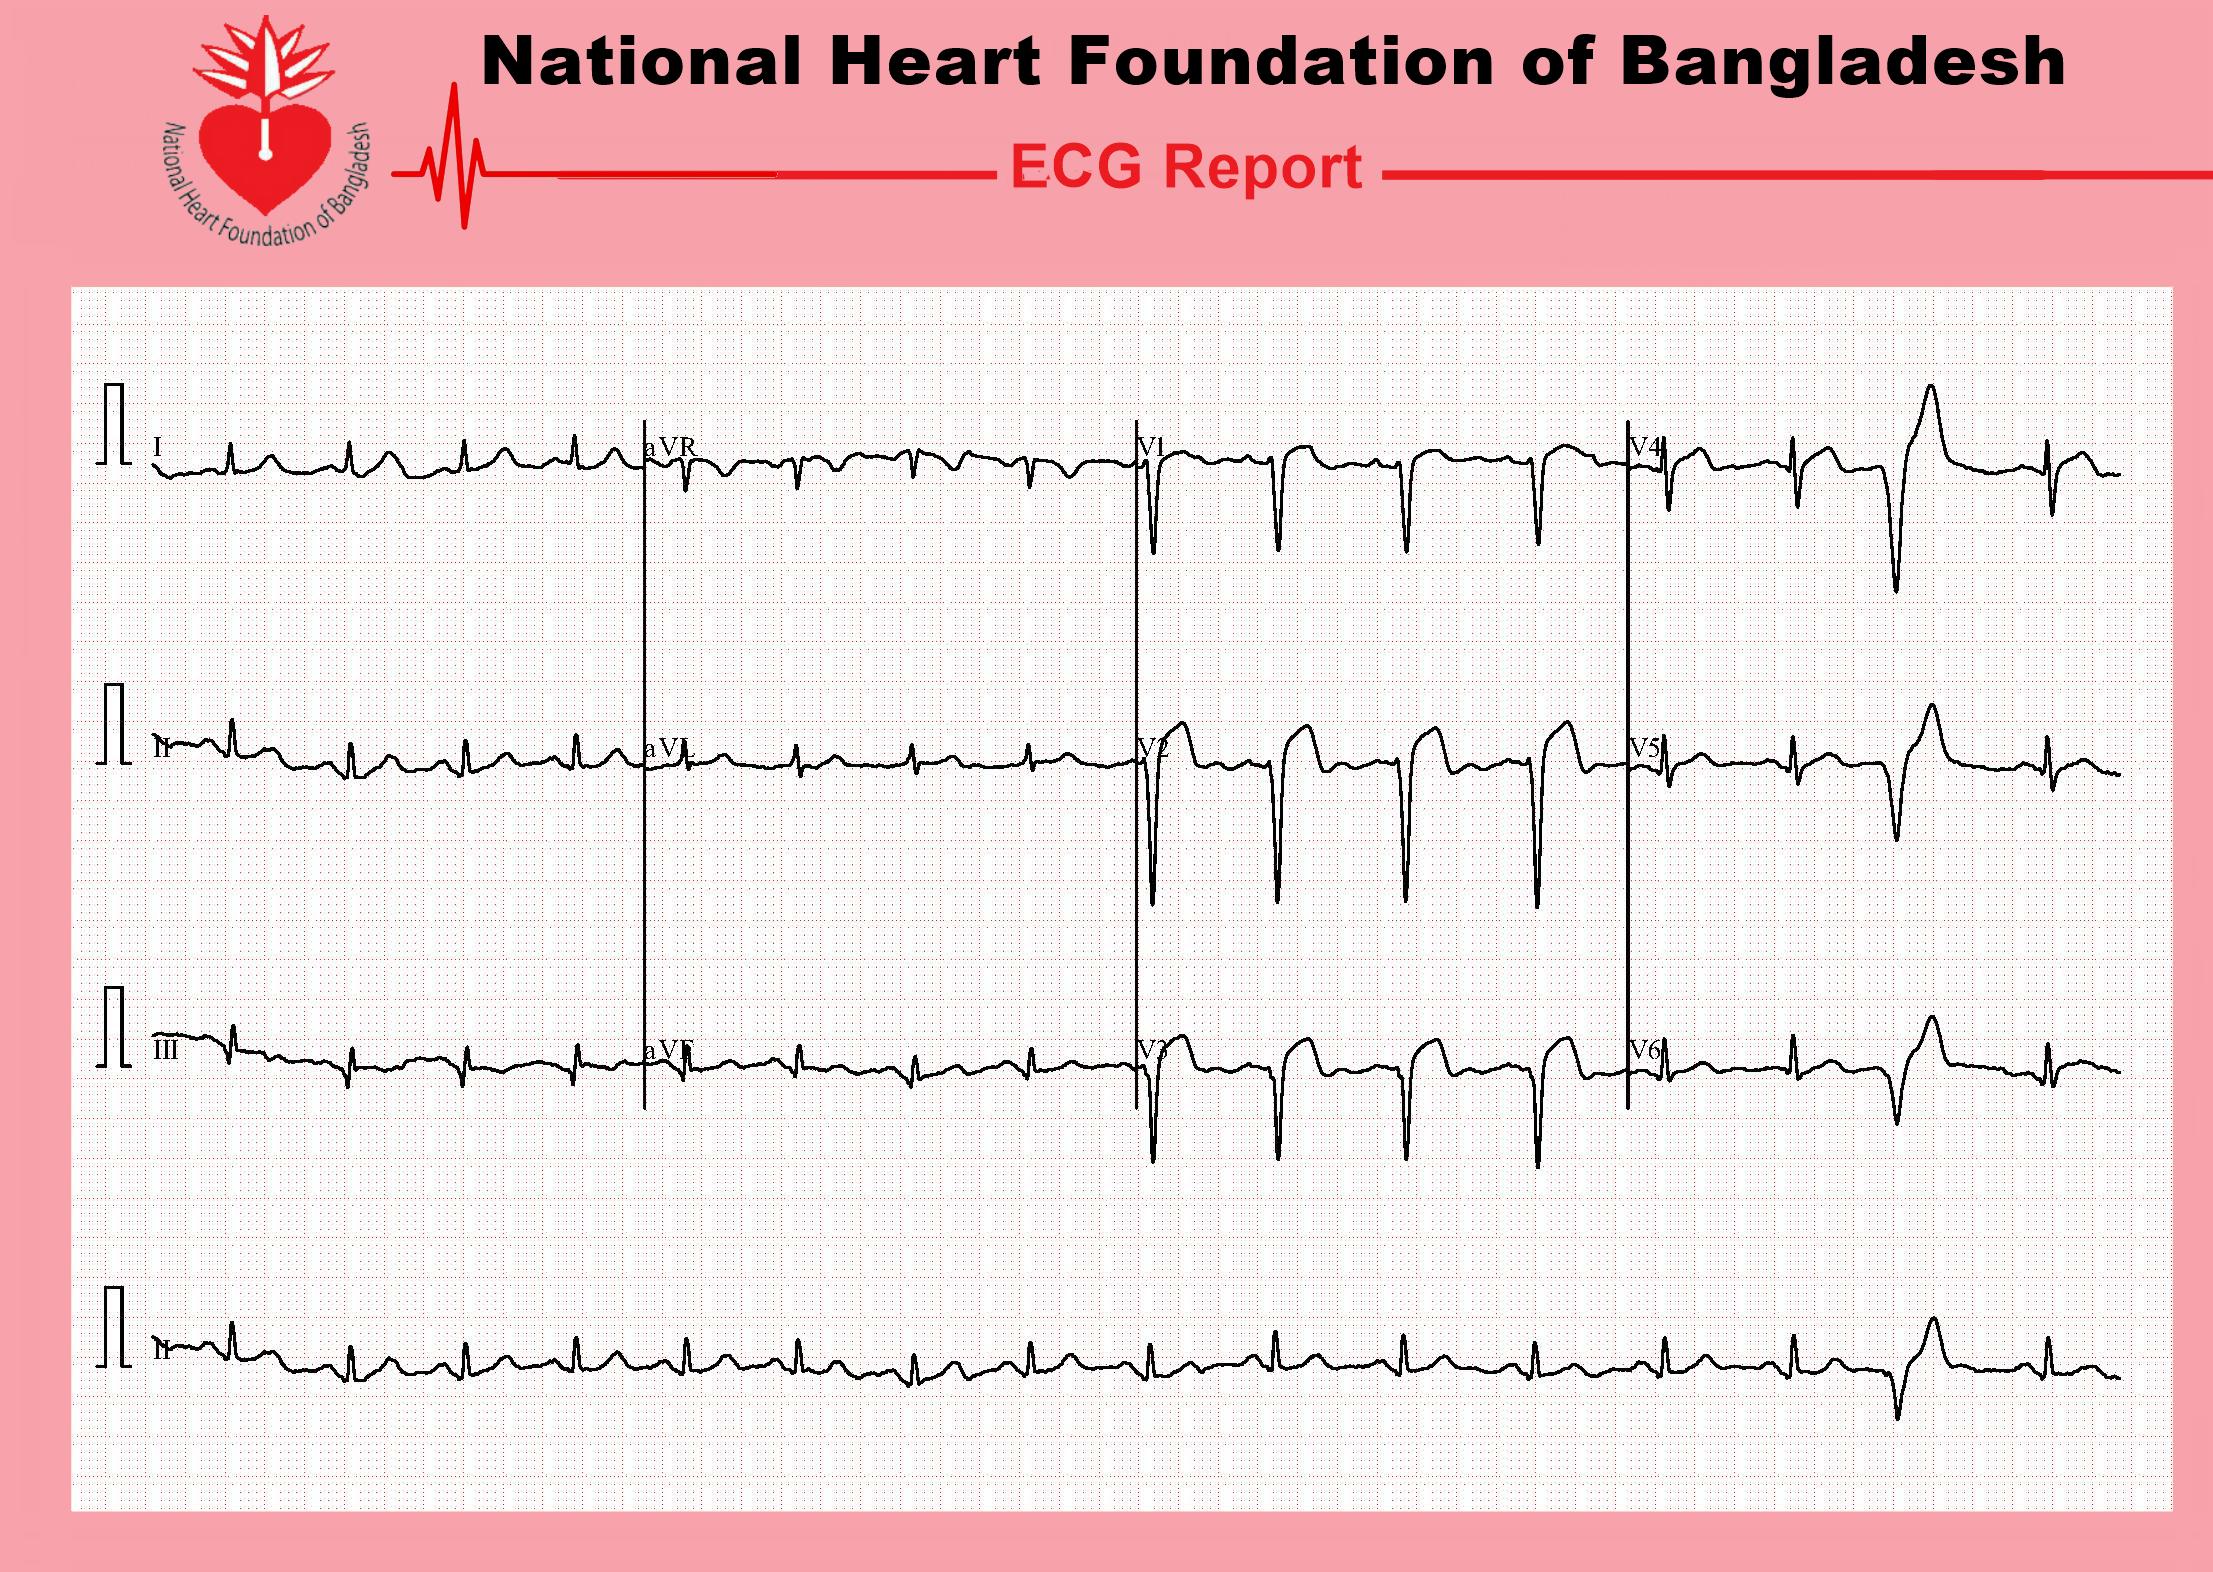 National Heart Foundation of Bangladesh
National Heart Foundation of Bangladesh
ECG Report
I
aVR
V1
V4
II
aVL
V2
V5
III
aVF
V3
V6
II